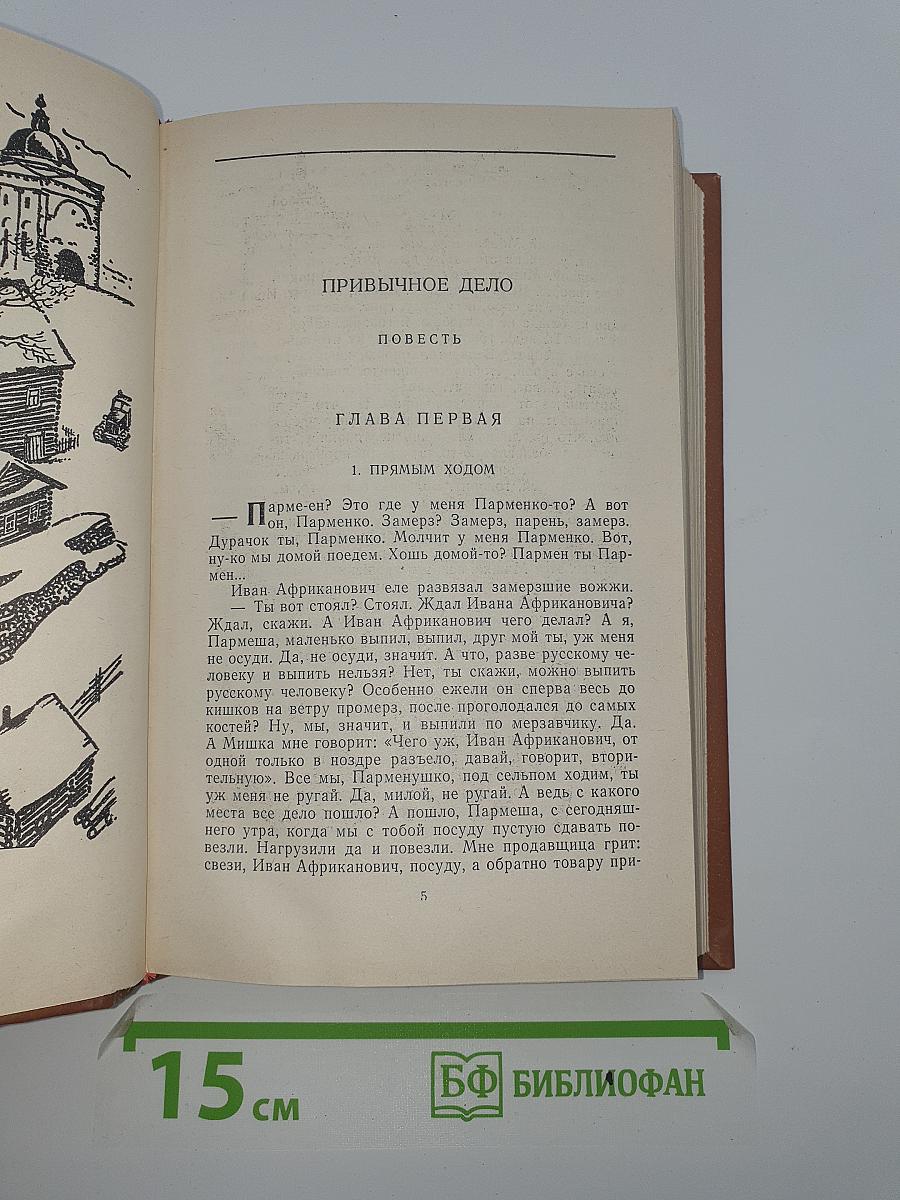 ПРИВЫЧНОЕ ДЕЛО
ПОВЕСТЬ
ГЛАВА ПЕРВАЯ
1. ПРЯМЫМ ХОДОМ
— Парме-ен? Это где у меня Парменко-то? А вот
он, Парменко. Замерз? Замерз, парень, замерз.
Дурачок ты, Парменко. Молчит у меня Парменко. Вот,
ну-ко мы домой поедем. Хошь домой-то? Пармен ты Пар-
мен...
Иван Африканович еле развязал замерзшие вожжи.
— Ты вот стоял? Стоял. Ждал Ивана Африкановича?
Ждал, скажи. А Иван Африканович чего делал? А я,
Пармеша, маленько выпил, выпил, друг мой ты, уж меня
не осуди. Да, не осуди, значит. А что, разве русскому че-
ловеку и выпить нельзя? Нет, ты скажи, можно выпить
русскому человеку? Особенно ежели он сперва весь до
кишков на ветру промерз, после проголодался до самых
костей? Ну, мы, значит, и выпили по мерзавчику. Да.
А Мишка мне говорит: «Чего уж, Иван Африканович, от
одной только в ноздре разъело, давай, говорит, втори-
тельную». Все мы, Парменушко, под сельпом ходим, ты
уж меня не ругай. Да, милой, не ругай. А ведь с какого
места все дело пошло? А пошло, Пармеша, с сегодняш-
него утра, когда мы с тобой посуду пустую сдавать по-
везли. Нагрузили да и повезли. Мне продавщица грит:
свези, Иван Африканович, посуду, а обратно товару при-
5
15 см
БФ БИБЛИОФАН